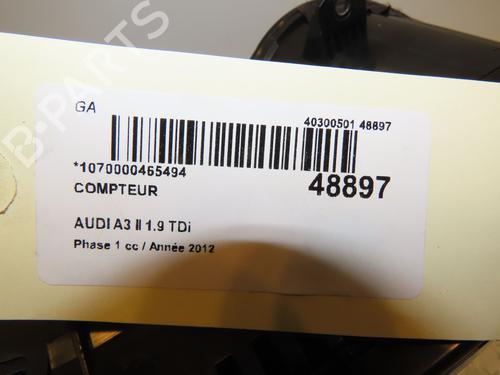 GA
40300501 48897
*1070000465494
48897
COMPTEUR
AUDI A3 II 1.9 TDi
Phase 1 cc / Année 2012
B-PARTS